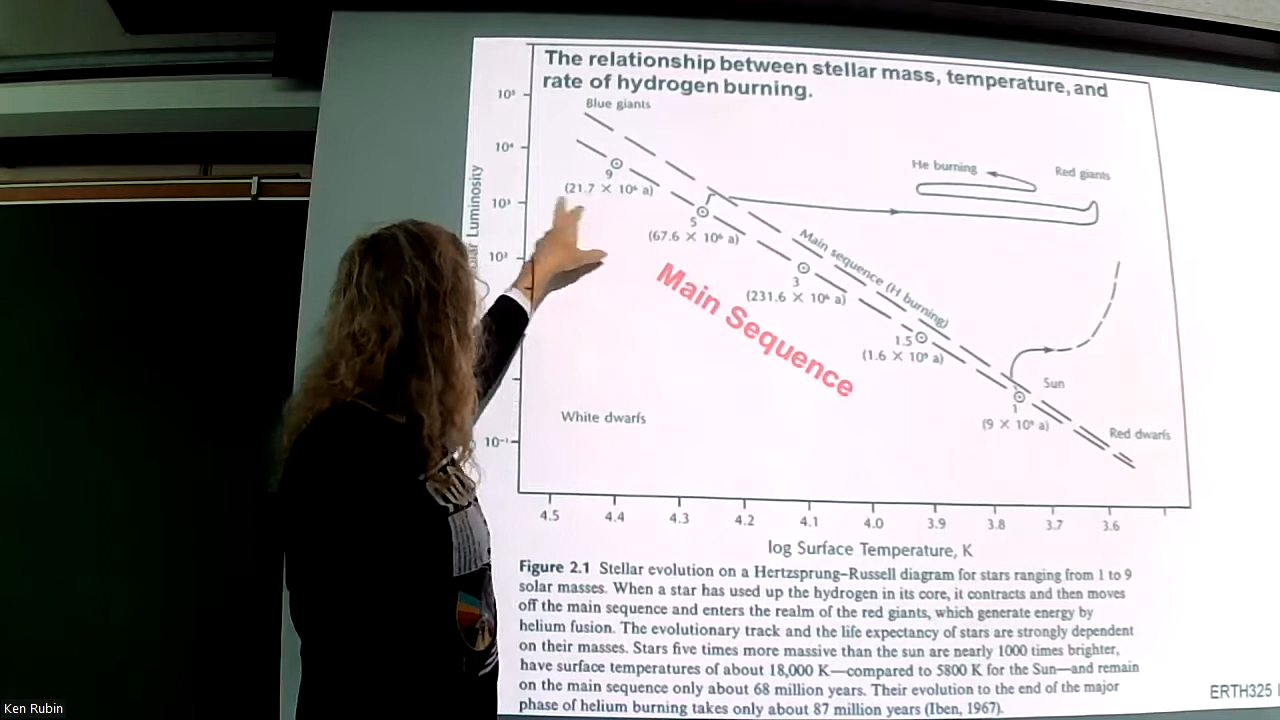 The relationship between stellar mass, temperature, and
rate of hydrogen burning.
10⁵
Blue giants
10⁴
9
(21.7 × 10⁶ a)
He burning
Red giants
10³
5
(67.6 × 10⁶ a)
Luminosity
Main sequence (H burning)
10²
3
(231.6 × 10⁶ a)
Main Sequence
1.5
(1.6 × 10⁹ a)
Sun
1
(9 × 10⁹ a)
White dwarfs
Red dwarfs
10⁻¹
4.5 4.4 4.3 4.2 4.1 4.0 3.9 3.8 3.7 3.6
log Surface Temperature, K
Figure 2.1 Stellar evolution on a Hertzsprung–Russell diagram for stars ranging from 1 to 9
solar masses. When a star has used up the hydrogen in its core, it contracts and then moves
off the main sequence and enters the realm of the red giants, which generate energy by
helium fusion. The evolutionary track and the life expectancy of stars are strongly dependent
on their masses. Stars five times more massive than the sun are nearly 1000 times brighter,
have surface temperatures of about 18,000 K—compared to 5800 K for the Sun—and remain
on the main sequence only about 68 million years. Their evolution to the end of the major
phase of helium burning takes only about 87 million years (Iben, 1967).
ERTH325
Ken Rubin